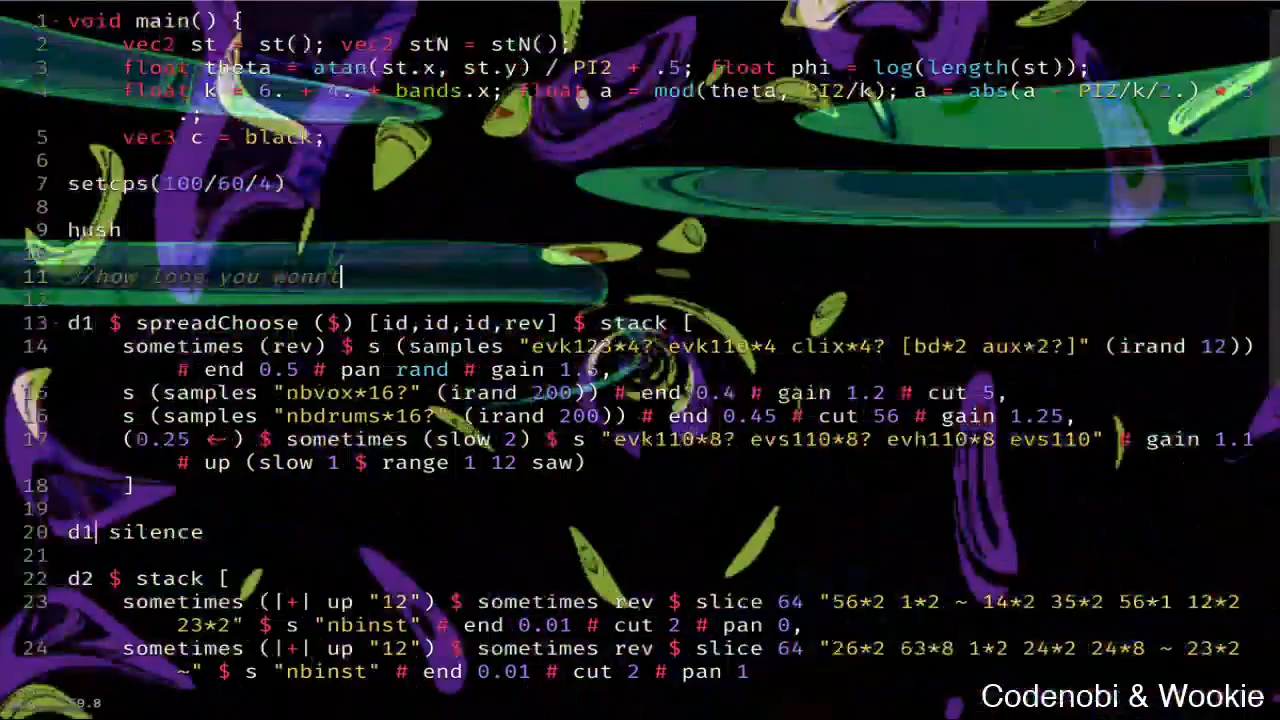 1 void main() {
2 vec2 st = st(); vec2 stN = stN();
3 float theta = atan(st.x, st.y) / PI2 + .5; float phi = log(length(st));
4 float k = 6. + 4. * bands.x; float a = mod(theta, PI2/k); a = abs(a - PI2/k/2.) * 3
.;
5 vec3 c = black;
6
7 setcps(100/60/4)
8
9 hush
10
11 //how long you wonnt
12
13 d1 $ spreadChoose ($) [id,id,id,rev] $ stack [
14 sometimes (rev) $ s (samples "evk123*4? evk110*4 clix*4? [bd*2 aux*2?]" (irand 12))
# end 0.5 # pan rand # gain 1.5,
15 s (samples "nbvox*16?" (irand 200)) # end 0.4 # gain 1.2 # cut 5,
16 s (samples "nbdrums*16?" (irand 200)) # end 0.45 # cut 56 # gain 1.25,
17 (0.25 <~) $ sometimes (slow 2) $ s "evk110*8? evs110*8? evh110*8 evs110" # gain 1.1
# up (slow 1 $ range 1 12 saw)
18 ]
19
20 d1 silence
21
22 d2 $ stack [
23 sometimes (|+| up "12") $ sometimes rev $ slice 64 "56*2 1*2 ~ 14*2 35*2 56*1 12*2
23*2" $ s "nbinst" # end 0.01 # cut 2 # pan 0,
24 sometimes (|+| up "12") $ sometimes rev $ slice 64 "26*2 63*8 1*2 24*2 24*8 ~ 23*2
~" $ s "nbinst" # end 0.01 # cut 2 # pan 1
Codenobi & Wookie